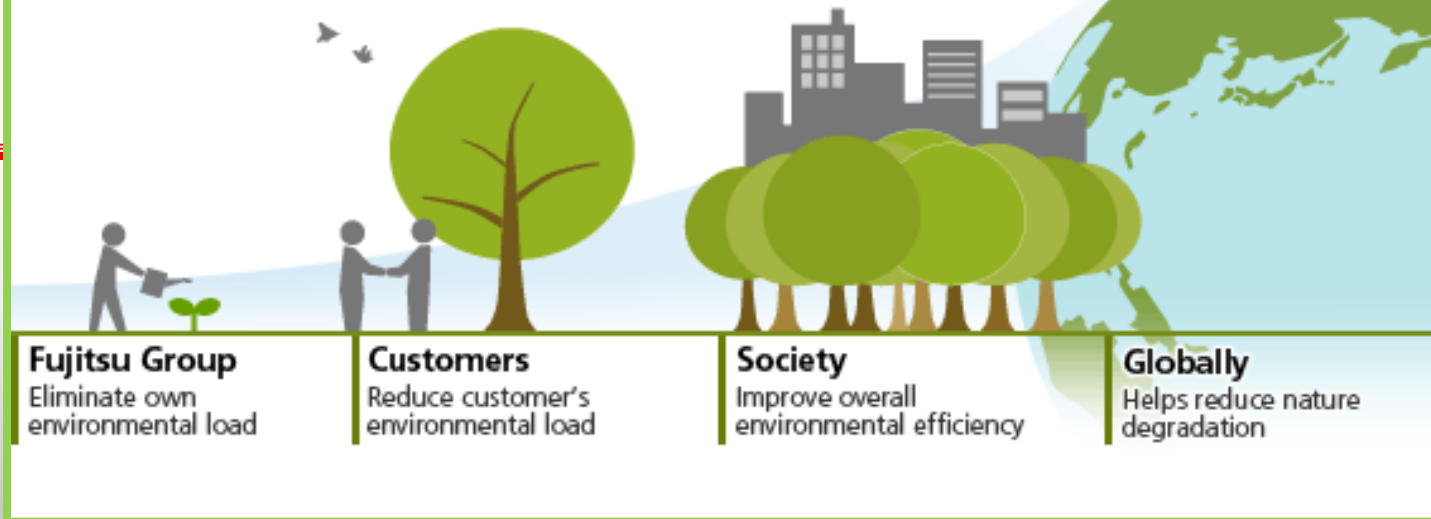 Fujitsu Group
Eliminate own
environmental load
Customers
Reduce customer's
environmental load
Society
Improve overall
environmental efficiency
Globally
Helps reduce nature
degradation